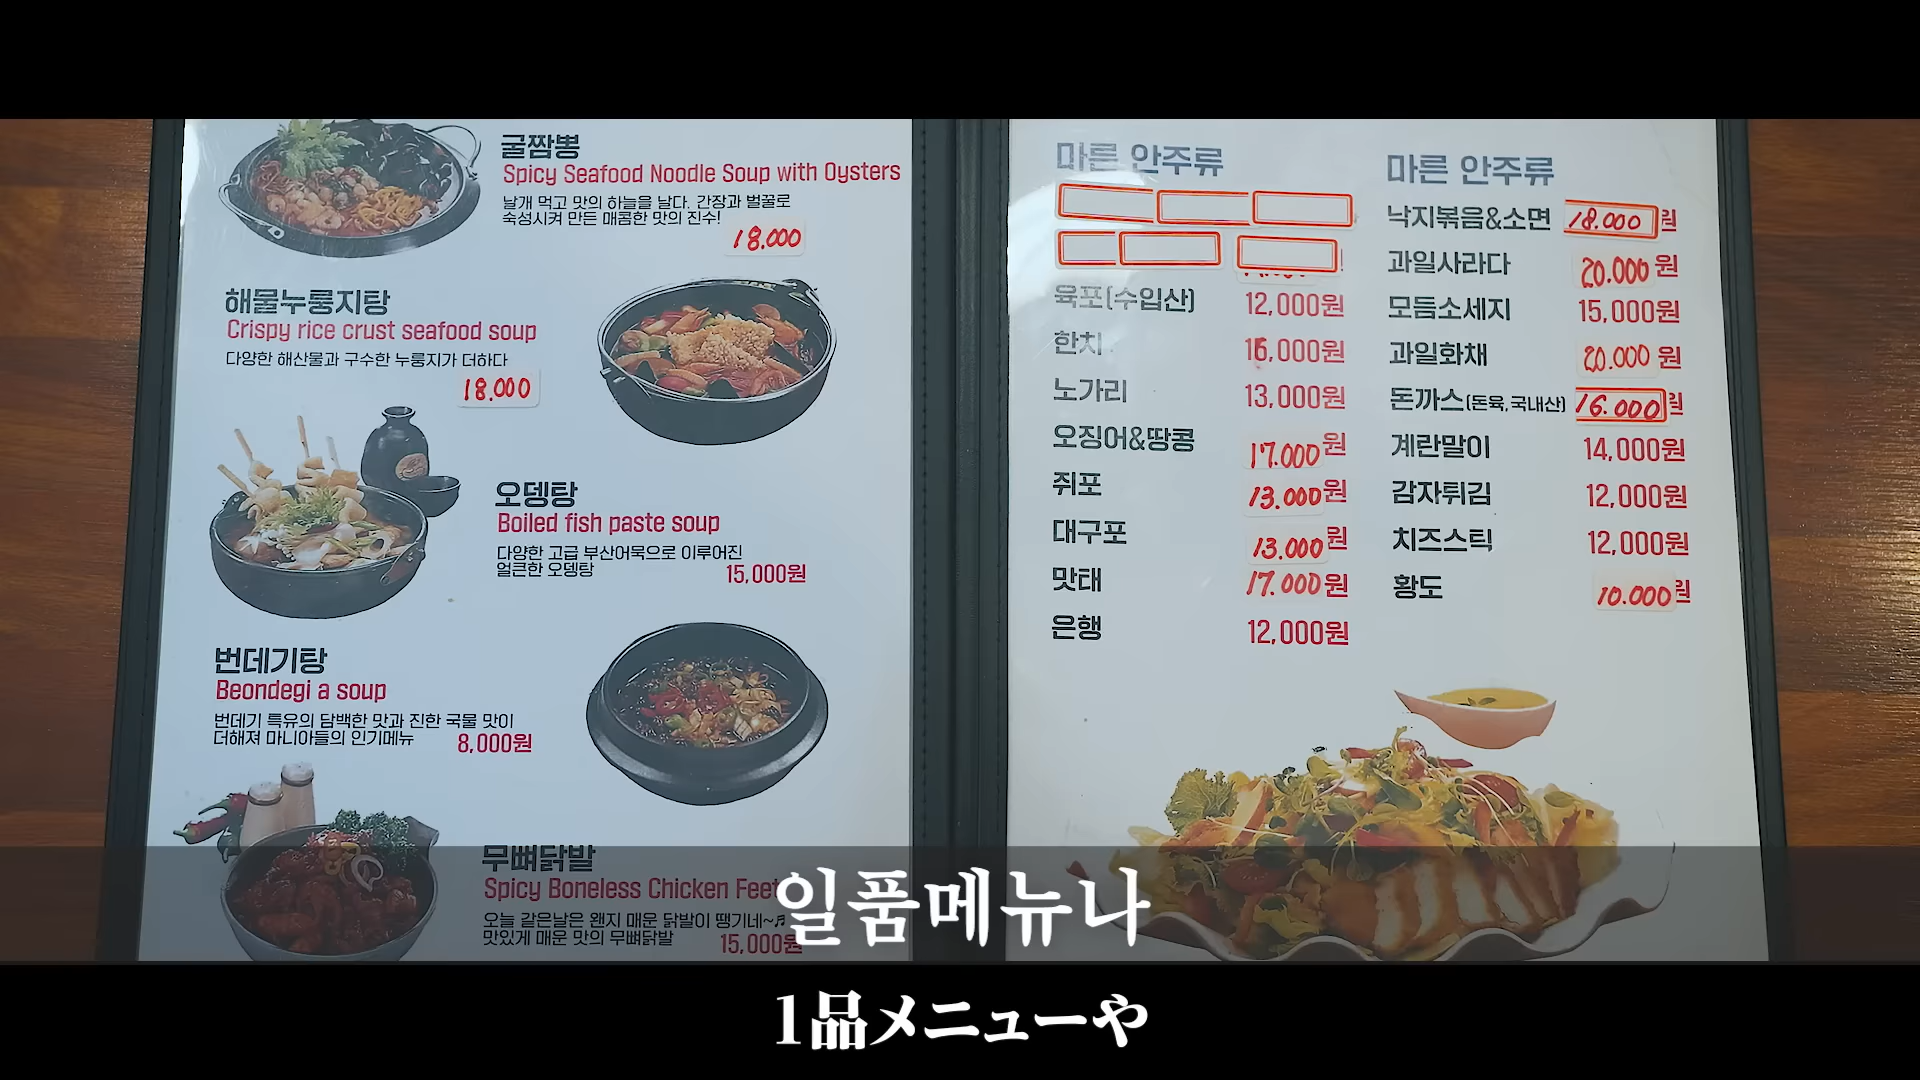 굴짬뽕
Spicy Seafood Noodle Soup with Oysters
날개 먹고 맛의 하늘을 날다. 간장과 벌꿀로
숙성시켜 만든 매콤한 맛의 진수!
18.000
해물누룽지탕
Crispy rice crust seafood soup
다양한 해산물과 구수한 누룽지가 더하다
18.000
오뎅탕
Boiled fish paste soup
다양한 고급 부산어묵으로 이루어진
얼큰한 오뎅탕 15,000원
번데기탕
Beondegi a soup
번데기 특유의 담백한 맛과 진한 국물 맛이
더해져 마니아들의 인기메뉴 8,000원
무뼈닭발
Spicy Boneless Chicken Feet
오늘 같은날은 왠지 매운 닭발이 땡기네~♬
맛있게 매운 맛의 무뼈닭발 15,000원
마른 안주류
육포(수입산) 12,000원
한치 16,000원
노가리 13,000원
오징어&땅콩 17.000원
쥐포 13.000원
대구포 13.000원
맛태 17.000원
은행 12,000원
마른 안주류
낙지볶음&소면 18.000원
과일사라다 20.000원
모듬소세지 15,000원
과일화채 20.000원
돈까스(돈육,국내산) 16.000원
계란말이 14,000원
감자튀김 12,000원
치즈스틱 12,000원
황도 10.000원
일품메뉴나
1品メニューや